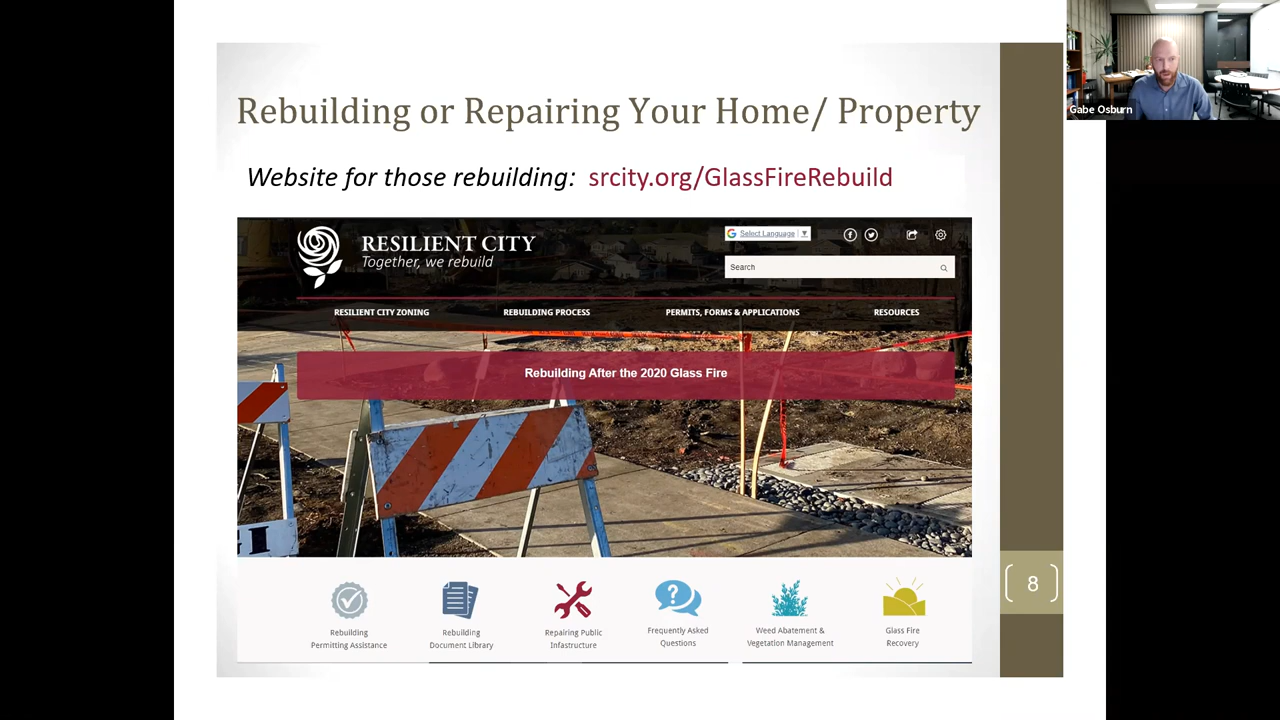 Rebuilding or Repairing Your Home/ Property
Gabe Osburn
Website for those rebuilding: srcity.org/GlassFireRebuild
RESILIENT CITY
Together, we rebuild
Select Language
Search
RESILIENT CITY ZONING
REBUILDING PROCESS
PERMITS, FORMS & APPLICATIONS
RESOURCES
Rebuilding After the 2020 Glass Fire
Rebuilding
Permitting Assistance
Rebuilding
Document Library
Repairing Public
Infastructure
Frequently Asked
Questions
Weed Abatement &
Vegetation Management
Glass Fire
Recovery
8